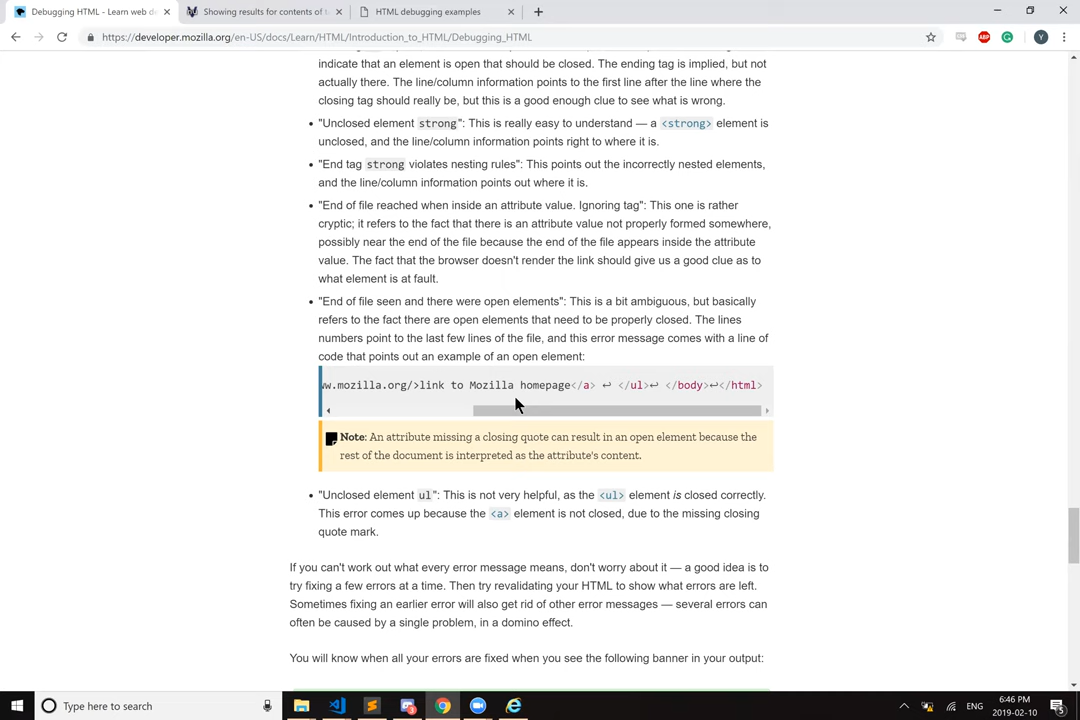 Debugging HTML - Learn web d
Showing results for contents of t
HTML debugging examples
https://developer.mozilla.org/en-US/docs/Learn/HTML/Introduction_to_HTML/Debugging_HTML
ABP
Y
indicate that an element is open that should be closed. The ending tag is implied, but not
actually there. The line/column information points to the first line after the line where the
closing tag should really be, but this is a good enough clue to see what is wrong.
• "Unclosed element strong": This is really easy to understand — a <strong> element is
unclosed, and the line/column information points right to where it is.
• "End tag strong violates nesting rules": This points out the incorrectly nested elements,
and the line/column information points out where it is.
• "End of file reached when inside an attribute value. Ignoring tag": This one is rather
cryptic; it refers to the fact that there is an attribute value not properly formed somewhere,
possibly near the end of the file because the end of the file appears inside the attribute
value. The fact that the browser doesn't render the link should give us a good clue as to
what element is at fault.
• "End of file seen and there were open elements": This is a bit ambiguous, but basically
refers to the fact there are open elements that need to be properly closed. The lines
numbers point to the last few lines of the file, and this error message comes with a line of
code that points out an example of an open element:
w.mozilla.org/>link to Mozilla homepage</a> ↩ </ul>↩ </body>↩</html>
Note: An attribute missing a closing quote can result in an open element because the
rest of the document is interpreted as the attribute's content.
• "Unclosed element ul": This is not very helpful, as the <ul> element is closed correctly.
This error comes up because the <a> element is not closed, due to the missing closing
quote mark.
If you can't work out what every error message means, don't worry about it — a good idea is to
try fixing a few errors at a time. Then try revalidating your HTML to show what errors are left.
Sometimes fixing an earlier error will also get rid of other error messages — several errors can
often be caused by a single problem, in a domino effect.
You will know when all your errors are fixed when you see the following banner in your output:
Type here to search
3
ENG
6:46 PM
2019-02-10
5